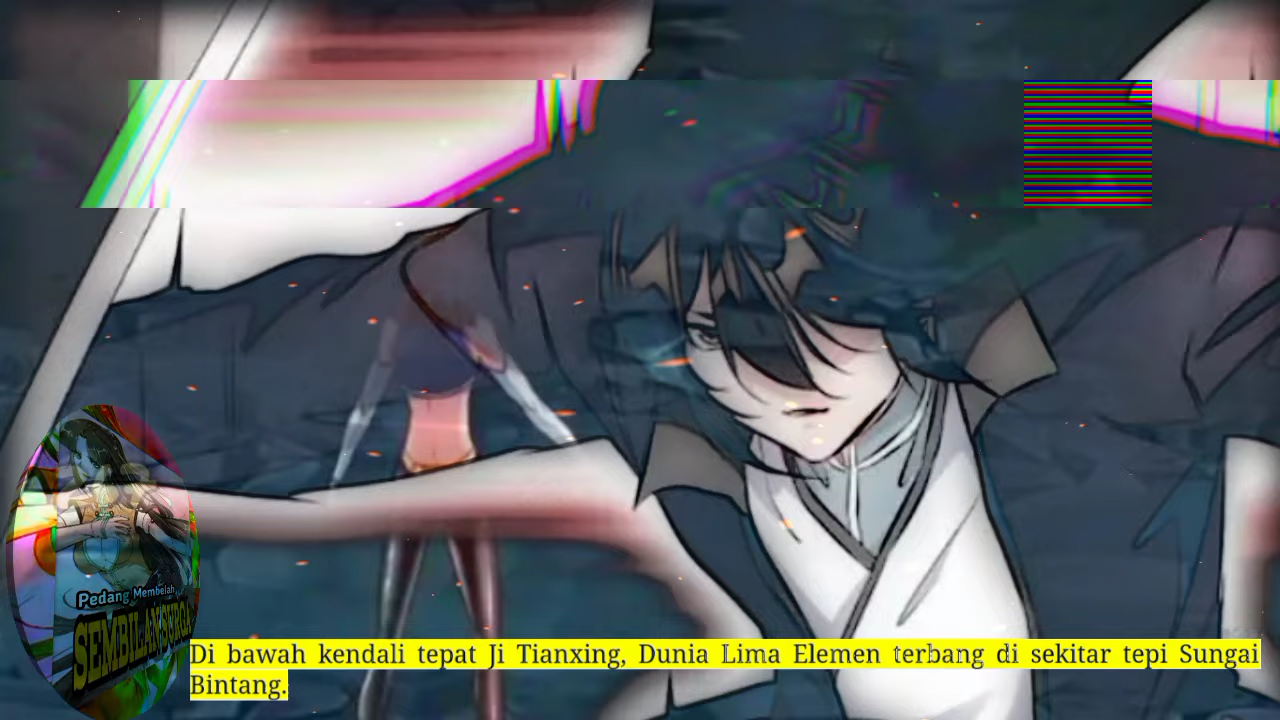 Pedang Membelah
SEMBILAN SURGA
Di bawah kendali tepat Ji Tianxing, Dunia Lima Elemen terbang di sekitar tepi Sungai
Bintang.